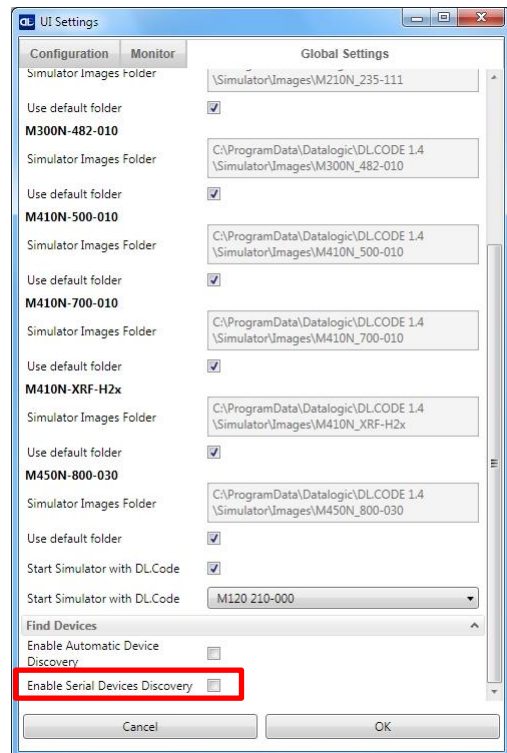 UI Settings
Configuration Monitor Global Settings
Simulator Images Folder
\Simulator\Images\M210N_235-111
Use default folder
M300N-482-010
Simulator Images Folder
C:\ProgramData\Datalogic\DL.CODE 1.4
\Simulator\Images\M300N_482-010
Use default folder
M410N-500-010
Simulator Images Folder
C:\ProgramData\Datalogic\DL.CODE 1.4
\Simulator\Images\M410N_500-010
Use default folder
M410N-700-010
Simulator Images Folder
C:\ProgramData\Datalogic\DL.CODE 1.4
\Simulator\Images\M410N_700-010
Use default folder
M410N-XRF-H2x
Simulator Images Folder
C:\ProgramData\Datalogic\DL.CODE 1.4
\Simulator\Images\M410N_XRF-H2x
Use default folder
M450N-800-030
Simulator Images Folder
C:\ProgramData\Datalogic\DL.CODE 1.4
\Simulator\Images\M450N_800-030
Use default folder
Start Simulator with DL.Code
Start Simulator with DL.Code M120 210-000
Find Devices
Enable Automatic Device
Discovery
Enable Serial Devices Discovery
Cancel OK